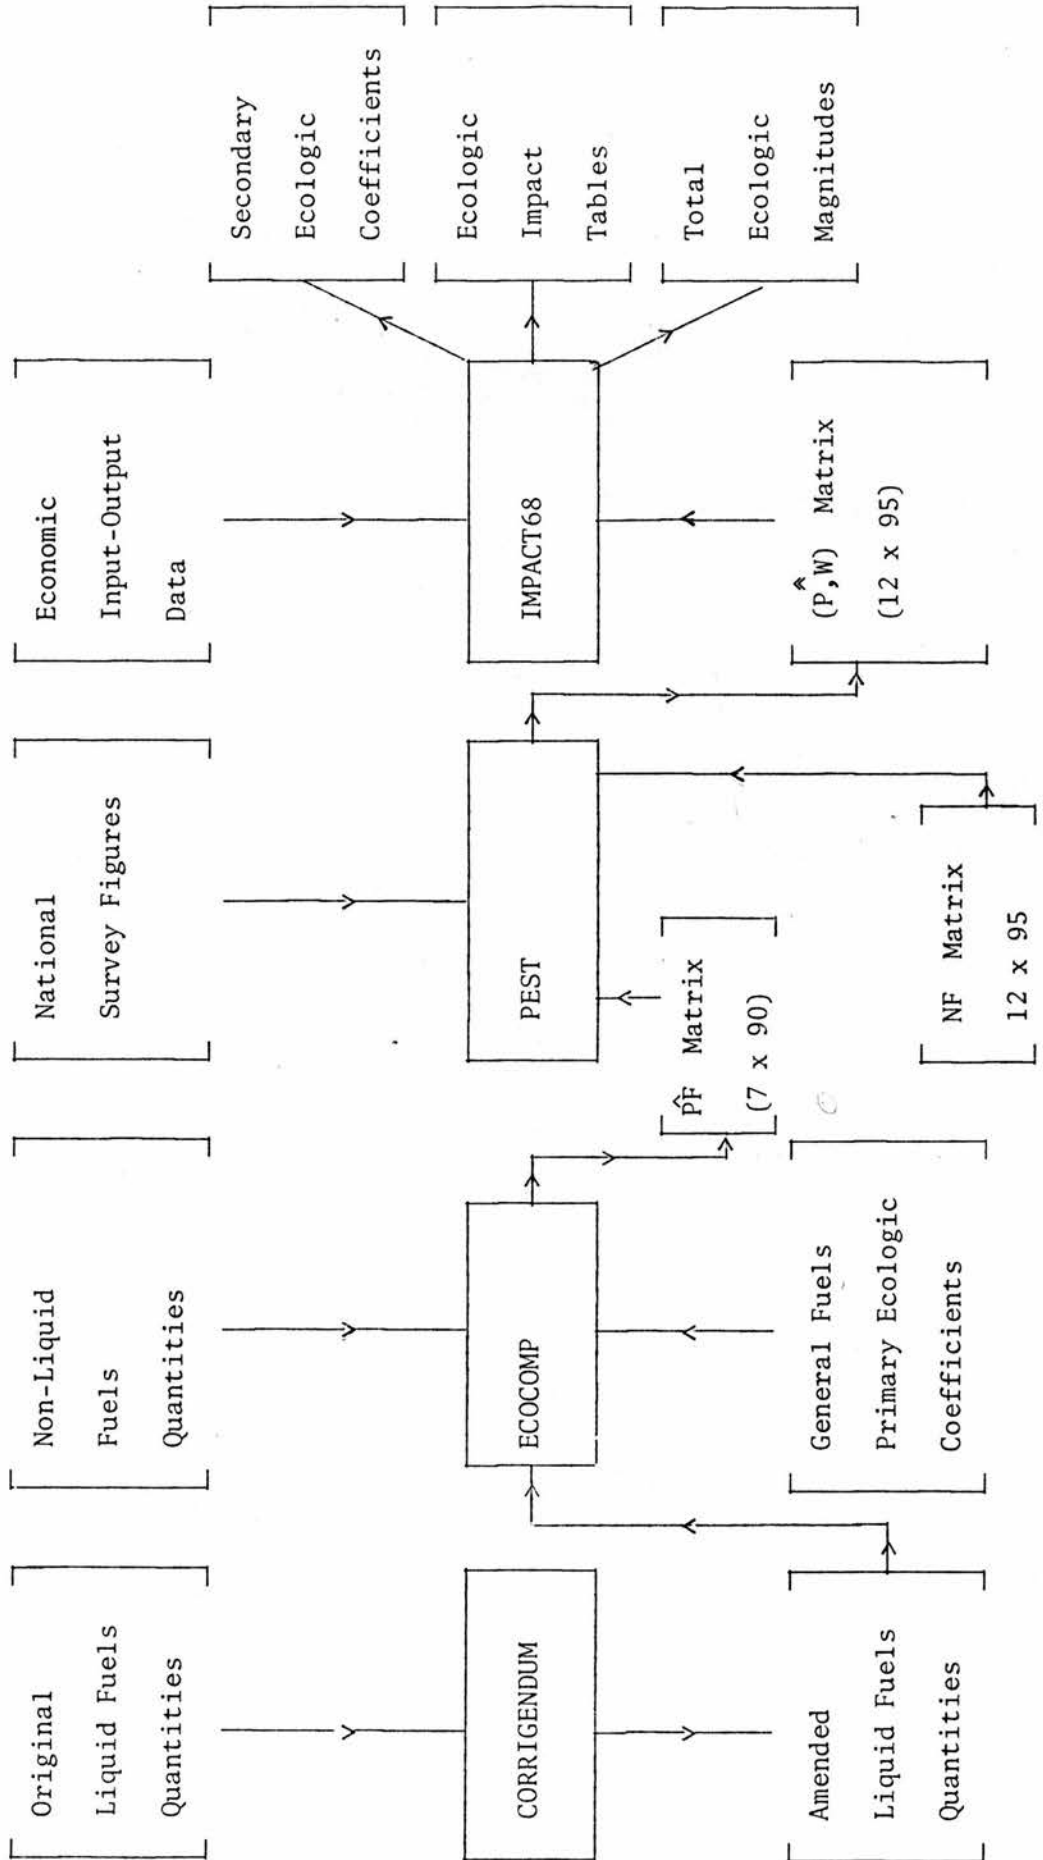 Original
Liquid Fuels
Quantities
Non-Liquid
Fuels
Quantities
National
Survey Figures
Economic
Input-Output
Data
CORRIGENDUM
ECOCOMP
PEST
IMPACT68
Secondary
Ecologic
Coefficients
Ecologic
Impact
Tables
Total
Ecologic
Magnitudes
Amended
Liquid Fuels
Quantities
General Fuels
Primary Ecologic
Coefficients
P̂F Matrix
(7 x 90)
NF Matrix
12 x 95
(P̂,W) Matrix
(12 x 95)